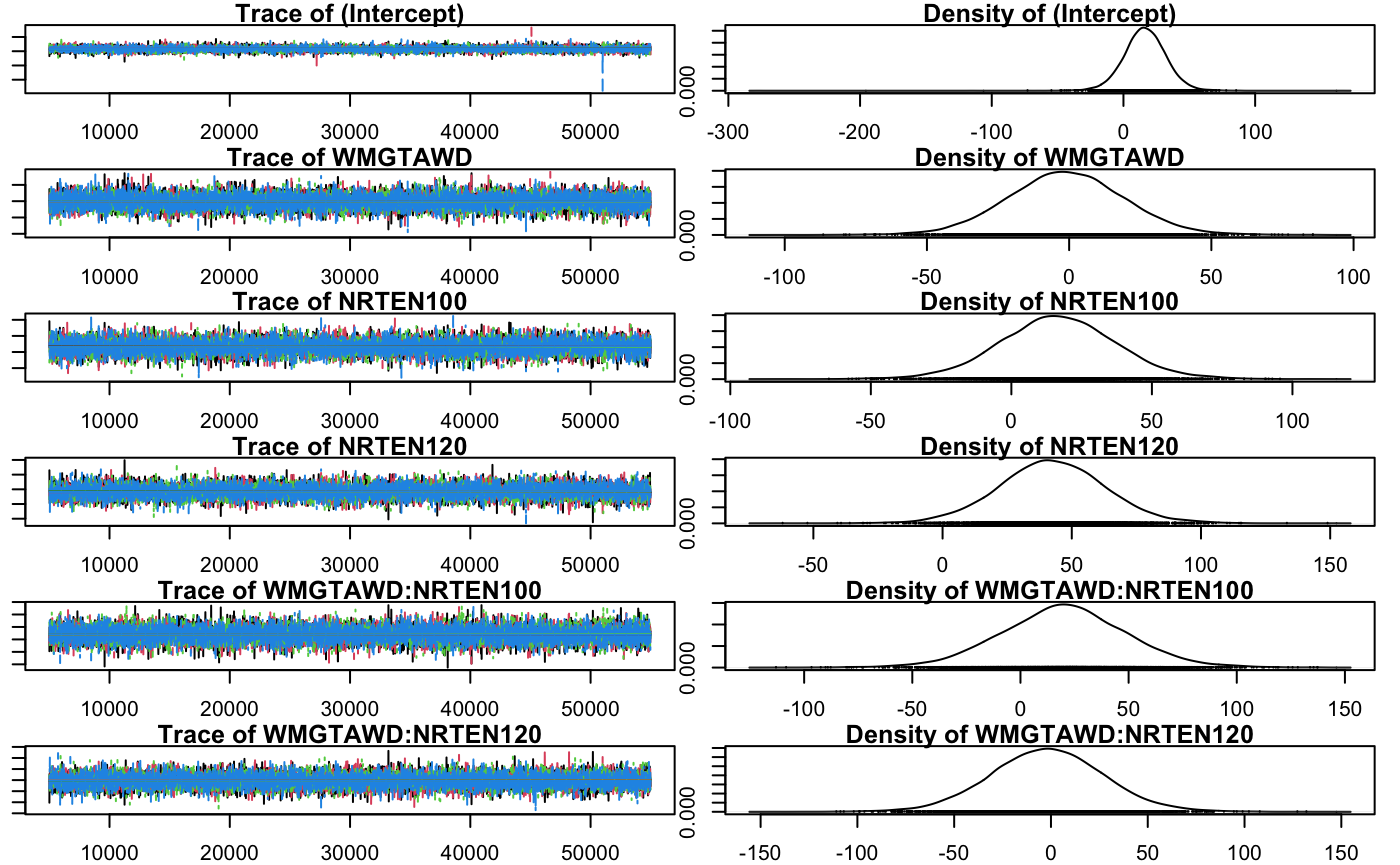 Trace of (Intercept) Density of (Intercept)
0.000
10000 20000 30000 40000 50000 -300 -200 -100 0 100
Trace of WMGTAWD Density of WMGTAWD
0.000
10000 20000 30000 40000 50000 -100 -50 0 50 100
Trace of NRTEN100 Density of NRTEN100
0.000
10000 20000 30000 40000 50000 -100 -50 0 50 100
Trace of NRTEN120 Density of NRTEN120
0.000
10000 20000 30000 40000 50000 -50 0 50 100 150
Trace of WMGTAWD:NRTEN100 Density of WMGTAWD:NRTEN100
0.000
10000 20000 30000 40000 50000 -100 -50 0 50 100 150
Trace of WMGTAWD:NRTEN120 Density of WMGTAWD:NRTEN120
0.000
10000 20000 30000 40000 50000 -150 -100 -50 0 50 100 150